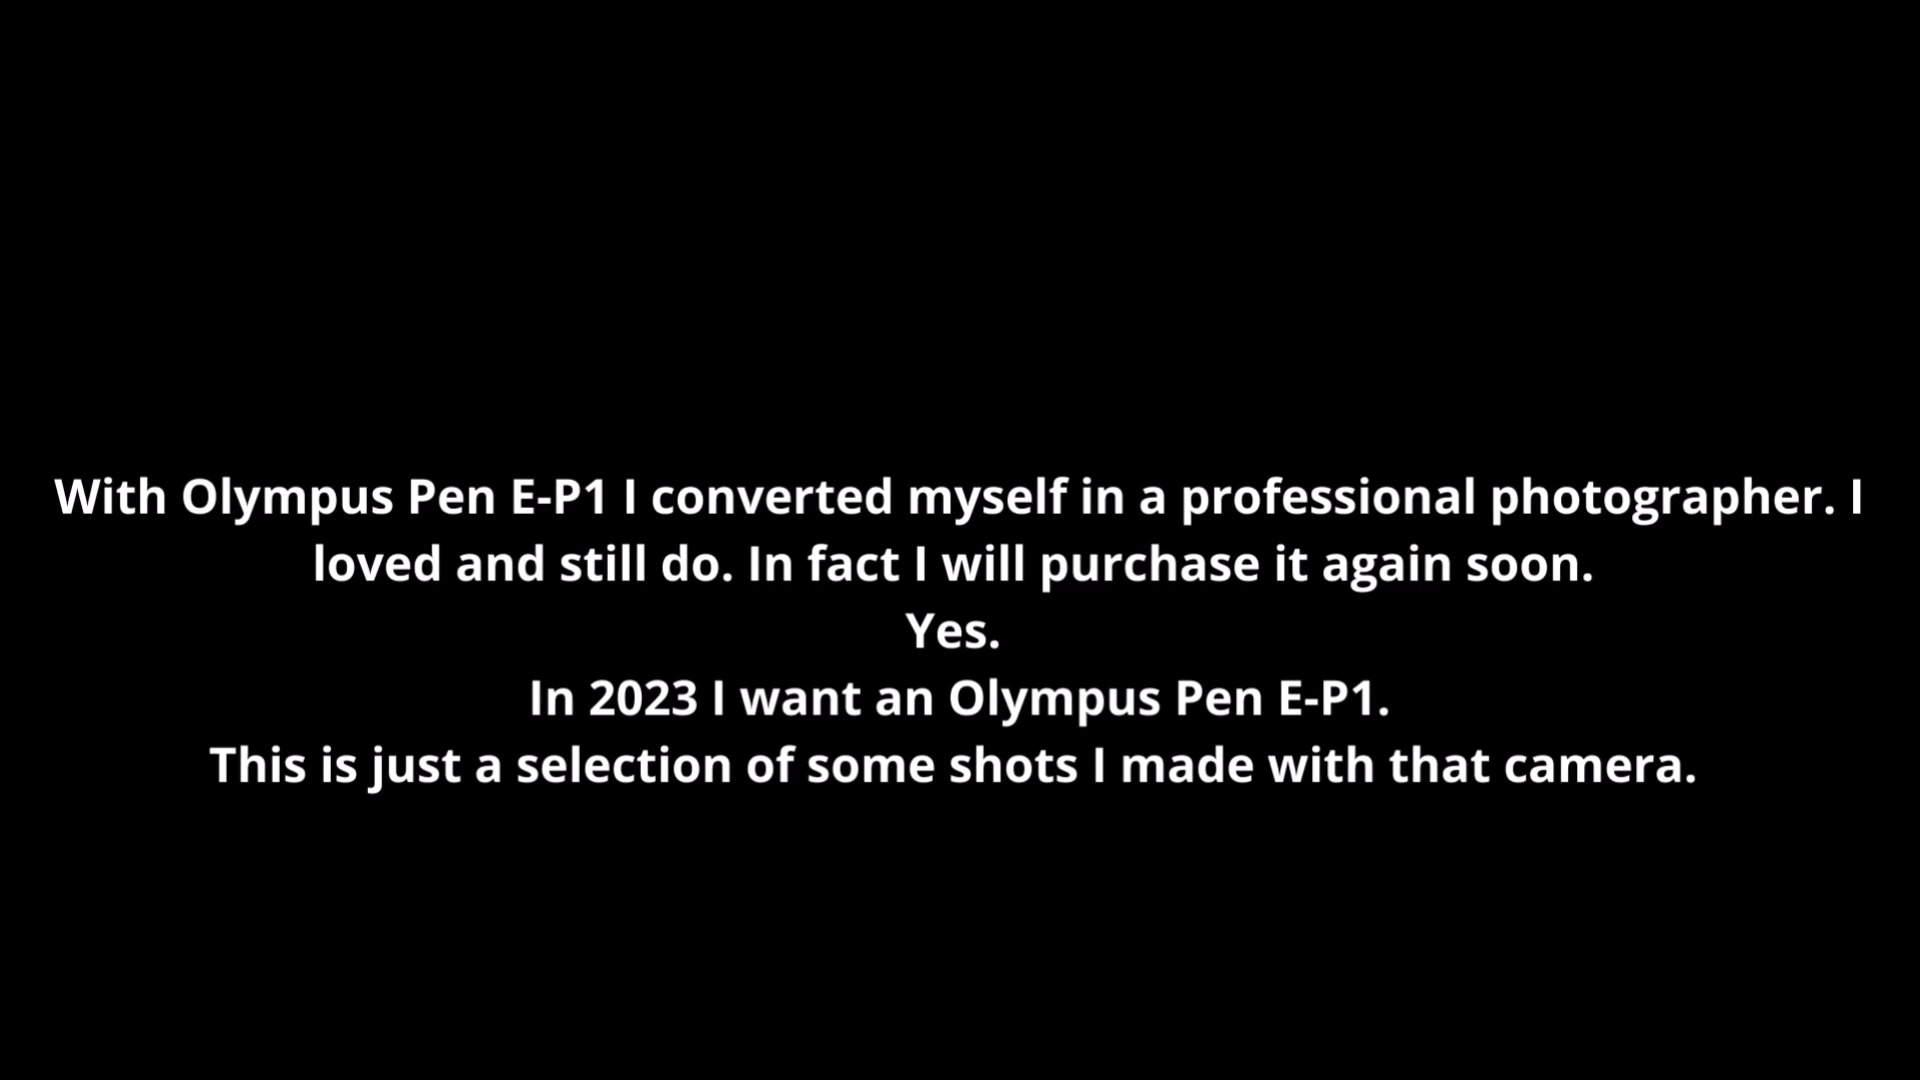 With Olympus Pen E-P1 I converted myself in a professional photographer. I
loved and still do. In fact I will purchase it again soon.
Yes.
In 2023 I want an Olympus Pen E-P1.
This is just a selection of some shots I made with that camera.